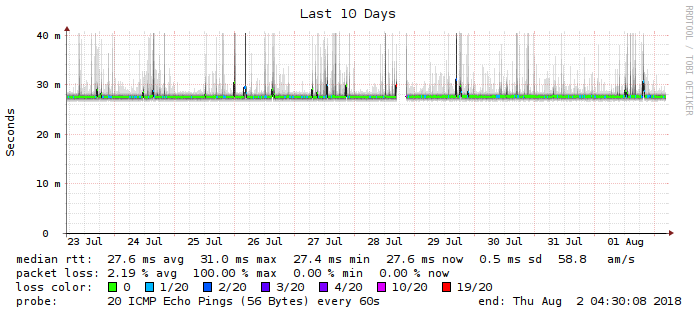 Last 10 Days
RRDTOOL / TOBI OETIKER
Seconds
40 m
30 m
20 m
10 m
0
23 Jul 24 Jul 25 Jul 26 Jul 27 Jul 28 Jul 29 Jul 30 Jul 31 Jul 01 Aug
median rtt: 27.6 ms avg 31.0 ms max 27.4 ms min 27.6 ms now 0.5 ms sd 58.8 am/s
packet loss: 2.19 % avg 100.00 % max 0.00 % min 0.00 % now
loss color: 0 1/20 2/20 3/20 4/20 10/20 19/20
probe: 20 ICMP Echo Pings (56 Bytes) every 60s end: Thu Aug 2 04:30:08 2018